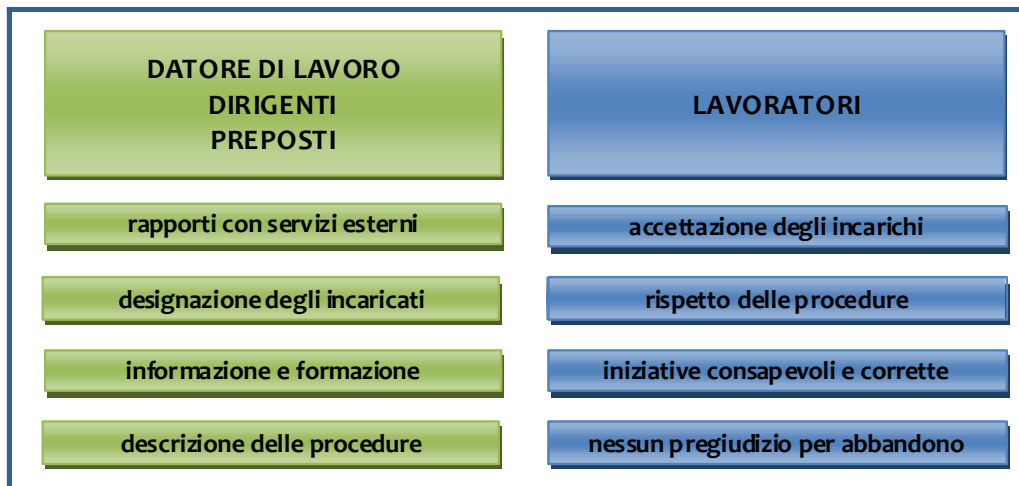 DATORE DI LAVORO
DIRIGENTI
PREPOSTI
rapporti con servizi esterni
designazione degli incaricati
informazione e formazione
descrizione delle procedure
LAVORATORI
accettazione degli incarichi
rispetto delle procedure
iniziative consapevoli e corrette
nessun pregiudizio per abbandono